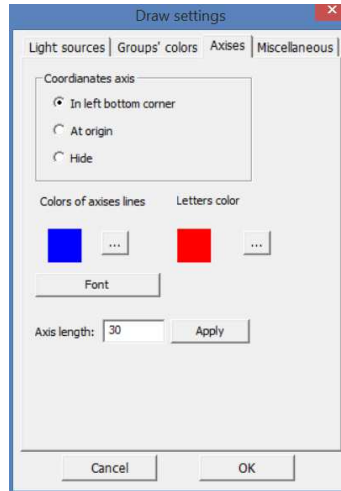 Draw settings
Light sources Groups' colors Axises Miscellaneous
Coordianates axis
In left bottom corner
At origin
Hide
Colors of axises lines Letters color
... ...
Font
Axis length: 30 Apply
Cancel OK